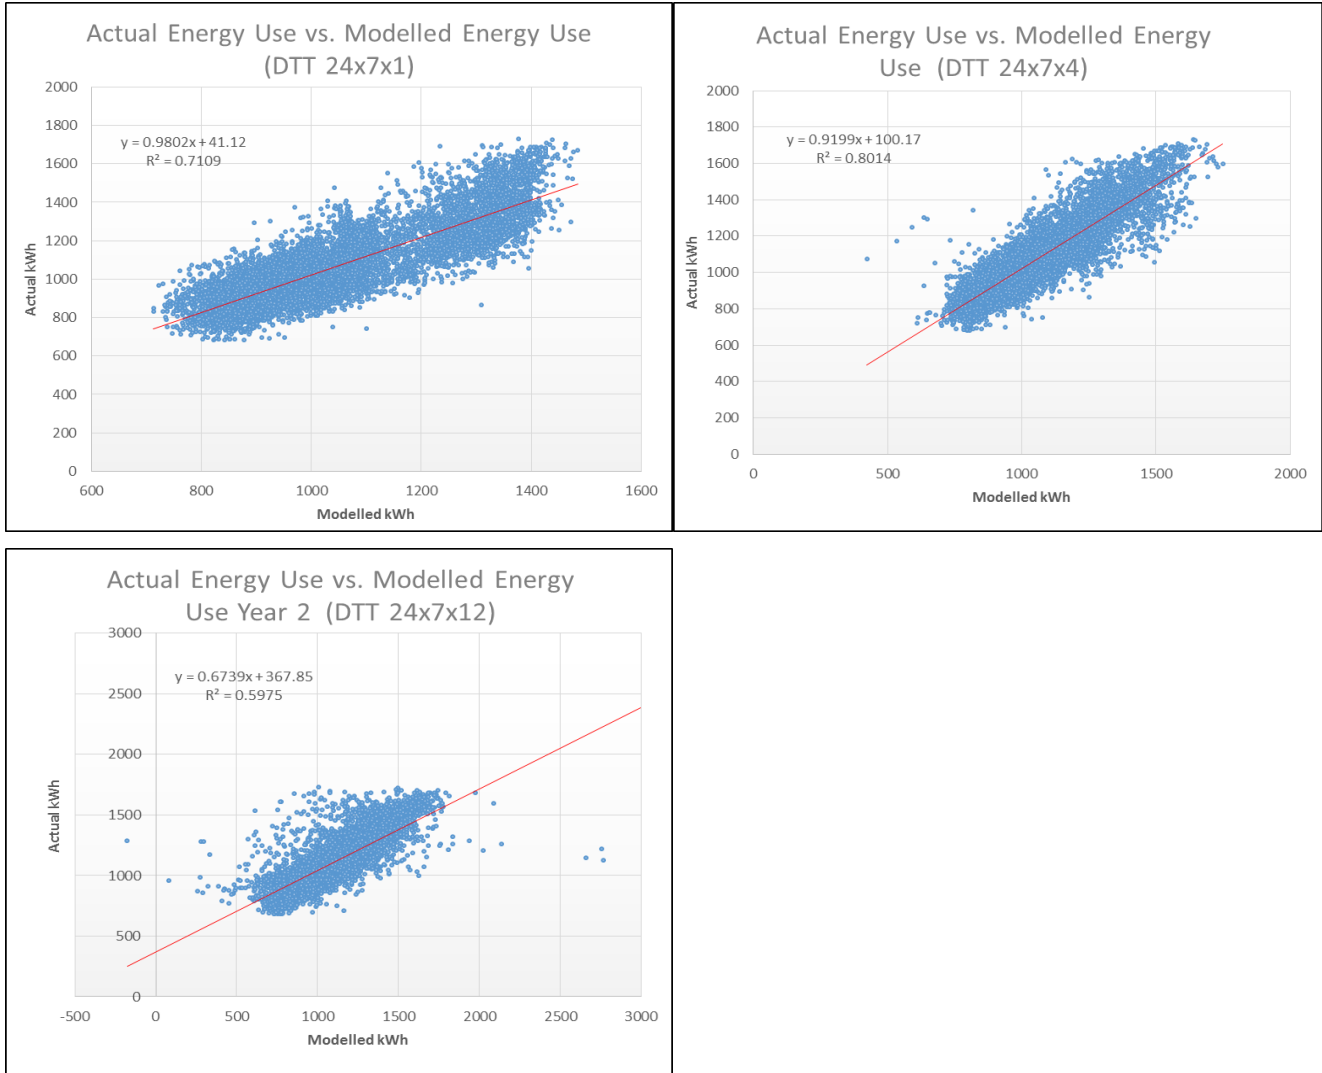 Actual Energy Use vs. Modelled Energy Use
(DTT 24x7x1)
2000
1800
1600
1400
1200
1000
800
600
400
200
0
y = 0.9802x + 41.12
R² = 0.7109
Actual kWh
600 800 1000 1200 1400 1600
Modelled kWh
Actual Energy Use vs. Modelled Energy
Use (DTT 24x7x4)
2000
1800
1600
1400
1200
1000
800
600
400
200
0
y = 0.9199x + 100.17
R² = 0.8014
Actual kWh
0 500 1000 1500 2000
Modelled kWh
Actual Energy Use vs. Modelled Energy
Use Year 2 (DTT 24x7x12)
3000
2500
2000
1500
1000
500
0
y = 0.6739x + 367.85
R² = 0.5975
Actual kWh
-500 0 500 1000 1500 2000 2500 3000
Modelled kWh